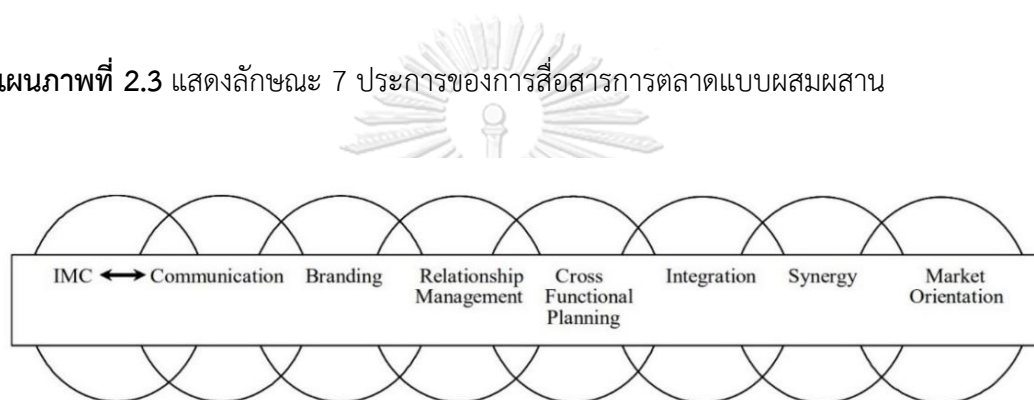 แผนภาพที่ 2.3 แสดงลักษณะ 7 ประการของการสื่อสารการตลาดแบบผสมผสาน
IMC ↔ Communication Branding Relationship Cross Integration Synergy Market
Management Functional Orientation
Planning